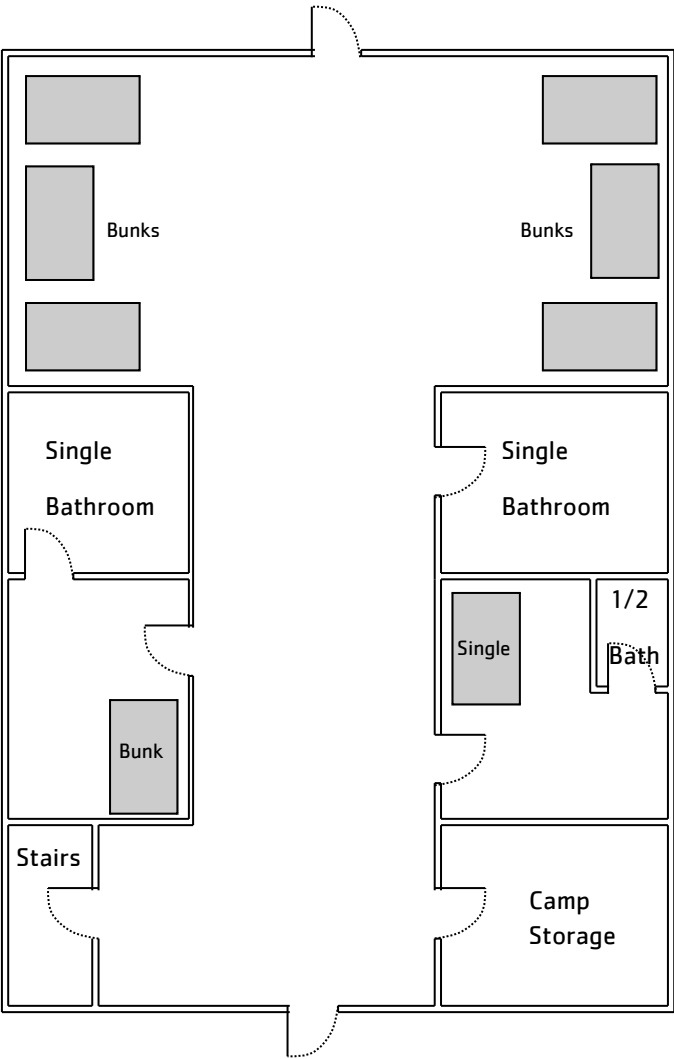 Bunks
Bunks
Single
Bathroom
Single
Bathroom
1/2
Bath
Single
Bunk
Stairs
Camp
Storage